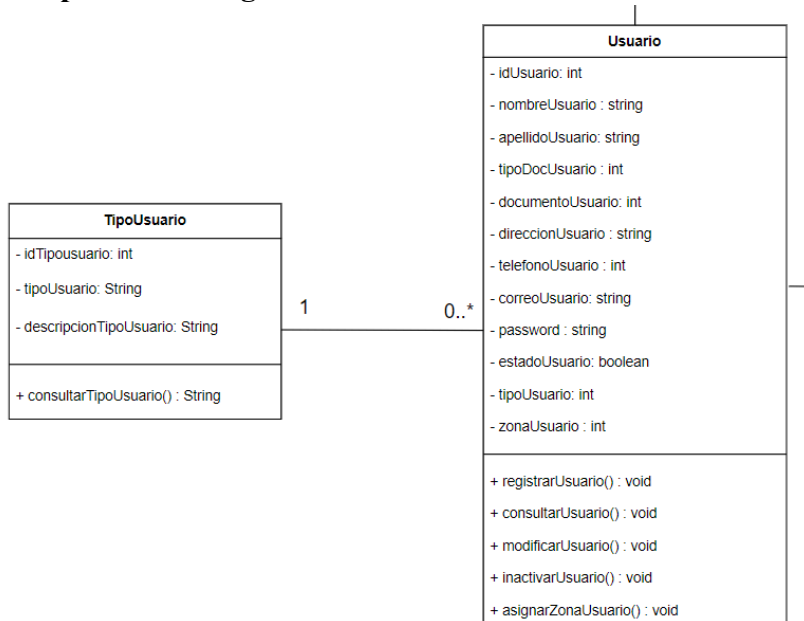 TipoUsuario
- idTipousuario: int
- tipoUsuario: String
- descripcionTipoUsuario: String
+ consultarTipoUsuario() : String
1
0..*
Usuario
- idUsuario: int
- nombreUsuario : string
- apellidoUsuario: string
- tipoDocUsuario : int
- documentoUsuario: int
- direccionUsuario : string
- telefonoUsuario : int
- correoUsuario: string
- password : string
- estadoUsuario: boolean
- tipoUsuario: int
- zonaUsuario : int
+ registrarUsuario() : void
+ consultarUsuario() : void
+ modificarUsuario() : void
+ inactivarUsuario() : void
+ asignarZonaUsuario() : void